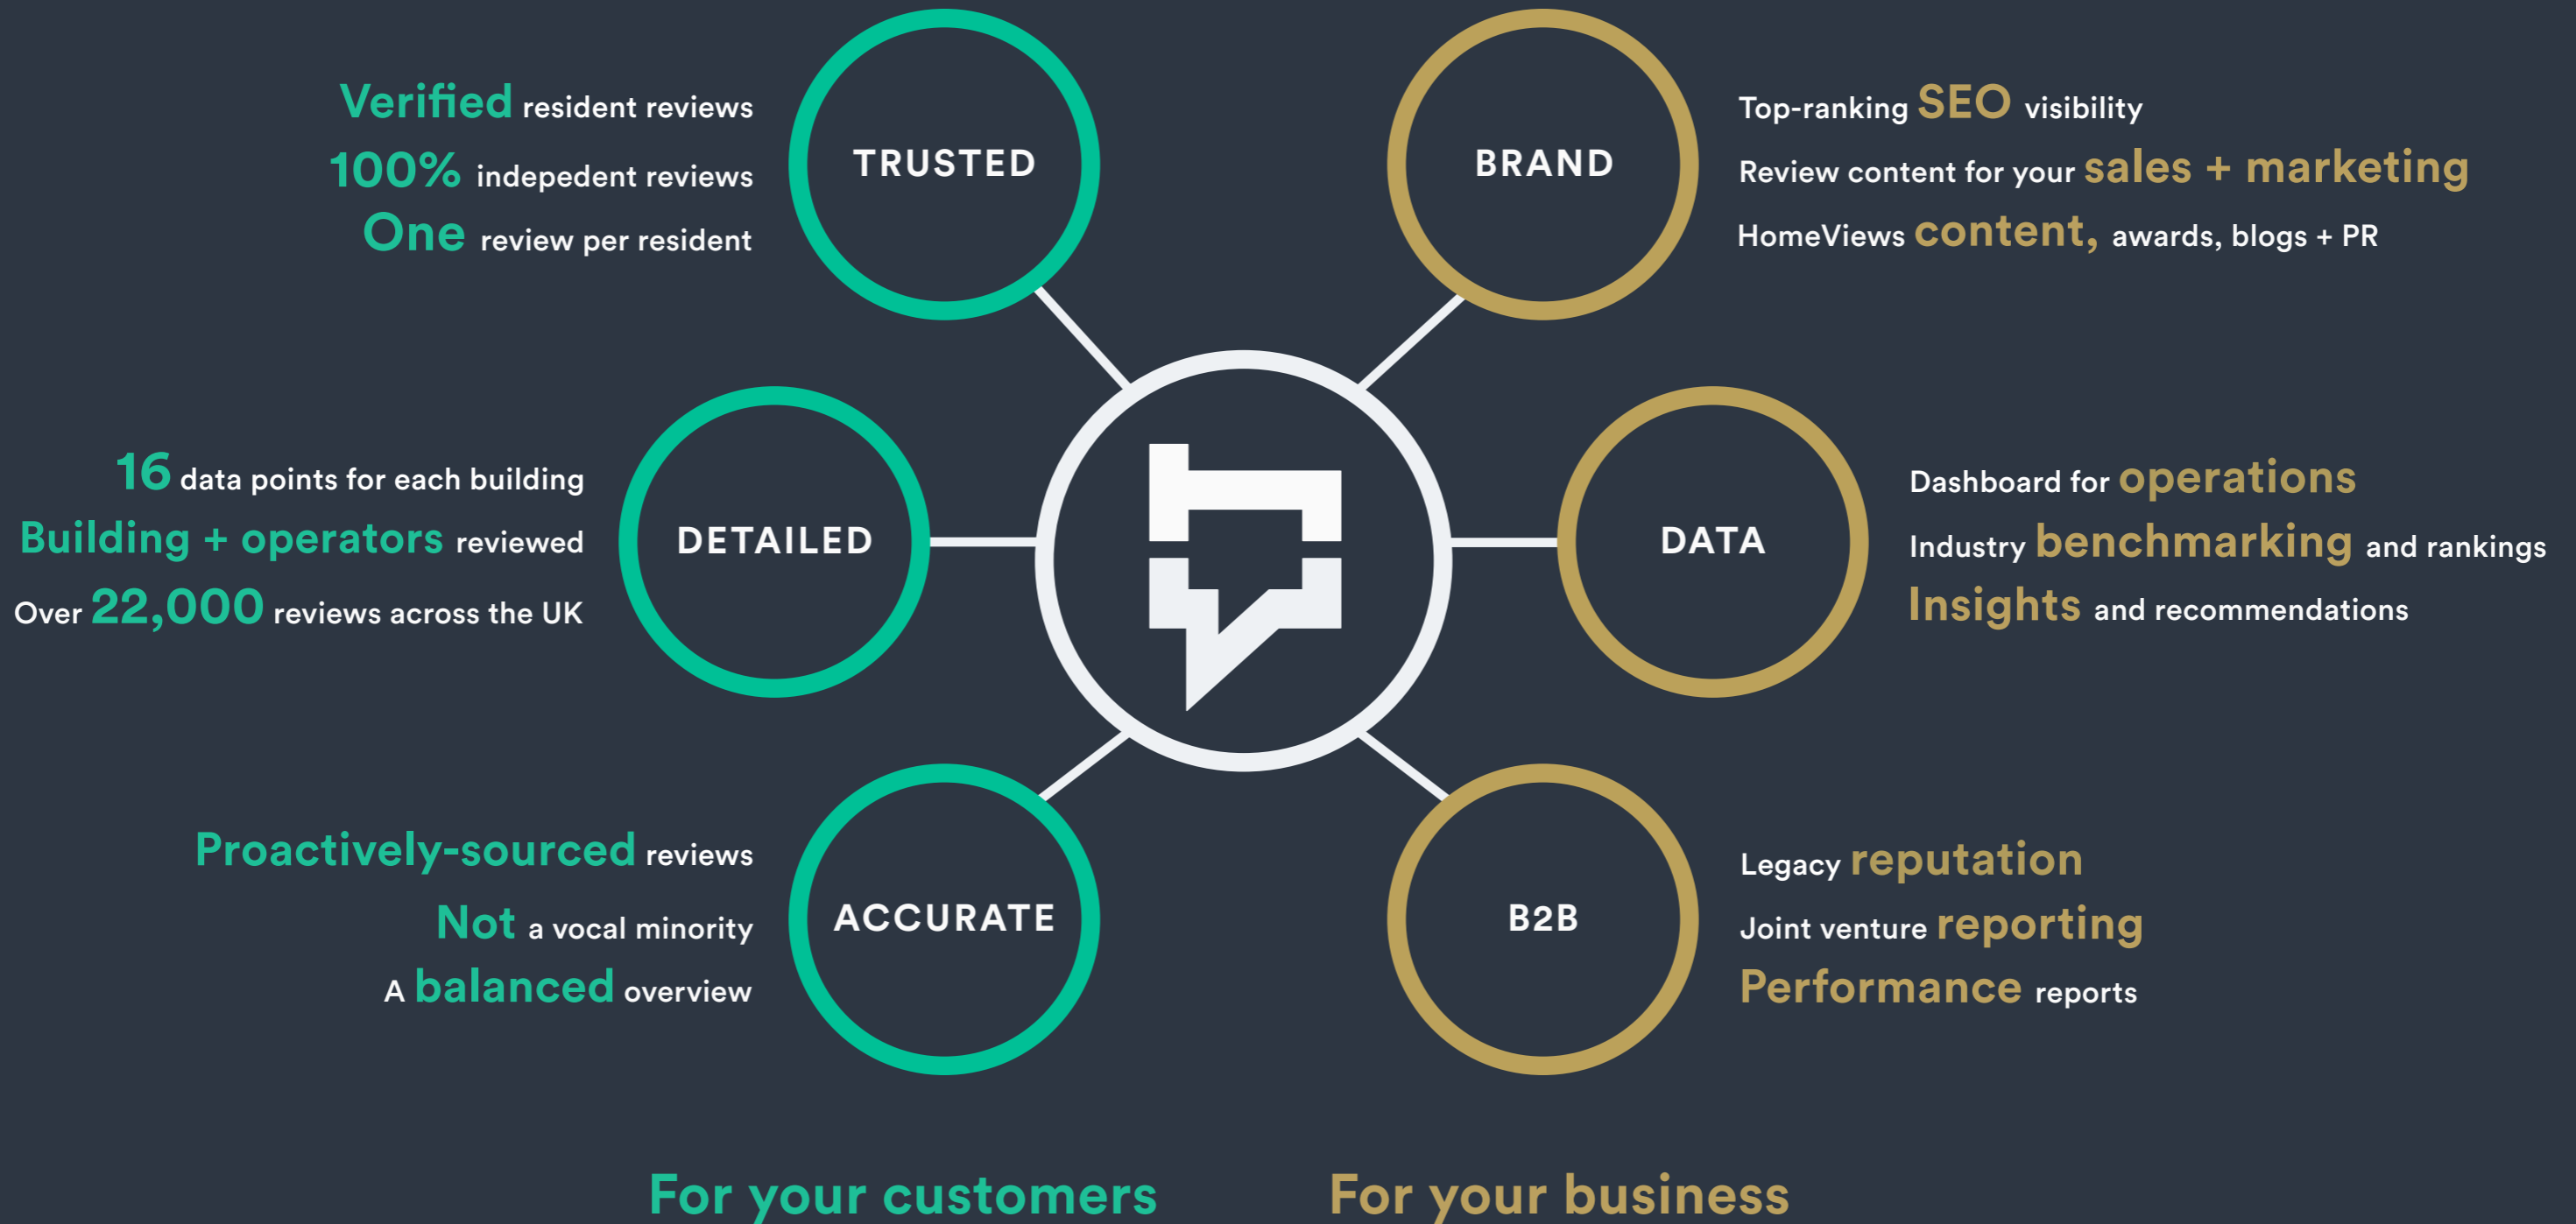 TRUSTED
Verified resident reviews
100% indepedent reviews
One review per resident
DETAILED
16 data points for each building
Building + operators reviewed
Over 22,000 reviews across the UK
ACCURATE
Proactively-sourced reviews
Not a vocal minority
A balanced overview
For your customers
BRAND
Top-ranking SEO visibility
Review content for your sales + marketing
HomeViews content, awards, blogs + PR
DATA
Dashboard for operations
Industry benchmarking and rankings
Insights and recommendations
B2B
Legacy reputation
Joint venture reporting
Performance reports
For your business